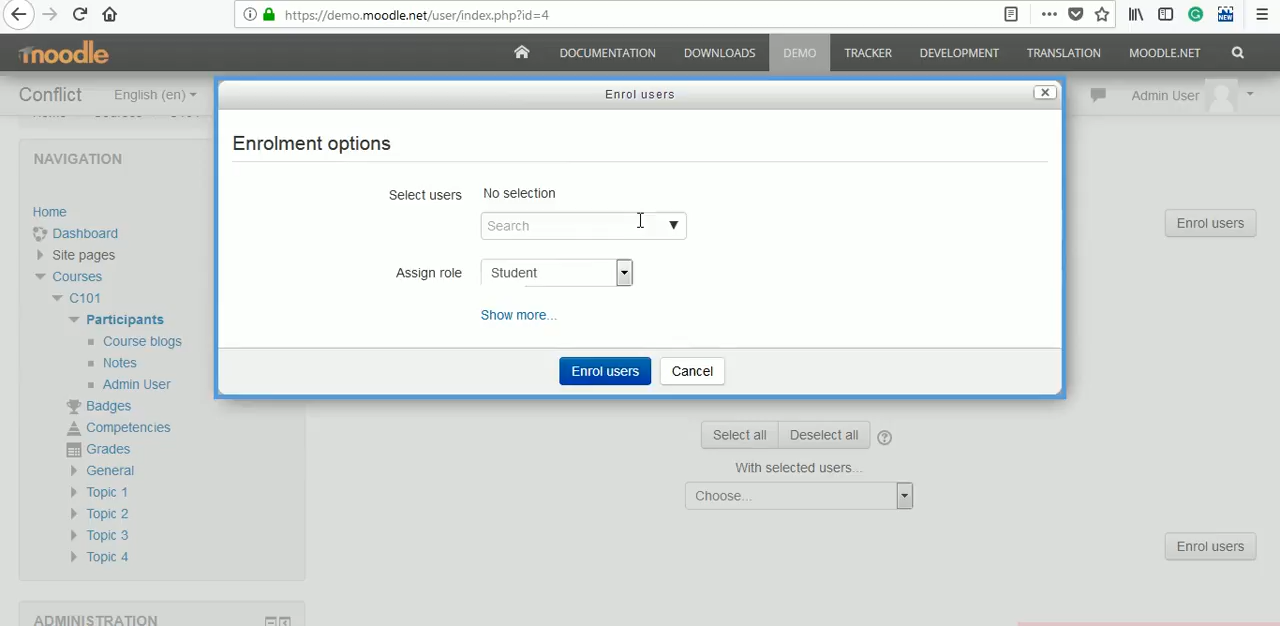 https://demo.moodle.net/user/index.php?id=4
NEW
moodle
DOCUMENTATION
DOWNLOADS
DEMO
TRACKER
DEVELOPMENT
TRANSLATION
MOODLE.NET
Conflict
English (en)
Enrol users
Admin User
Home
Courses
C101
NAVIGATION
Home
Dashboard
Site pages
Courses
C101
Participants
Course blogs
Notes
Admin User
Badges
Competencies
Grades
General
Topic 1
Topic 2
Topic 3
Topic 4
ADMINISTRATION
Enrolment options
Select users
No selection
Search
Assign role
Student
Show more...
Enrol users
Cancel
Enrol users
Select all
Deselect all
With selected users...
Choose...
Enrol users